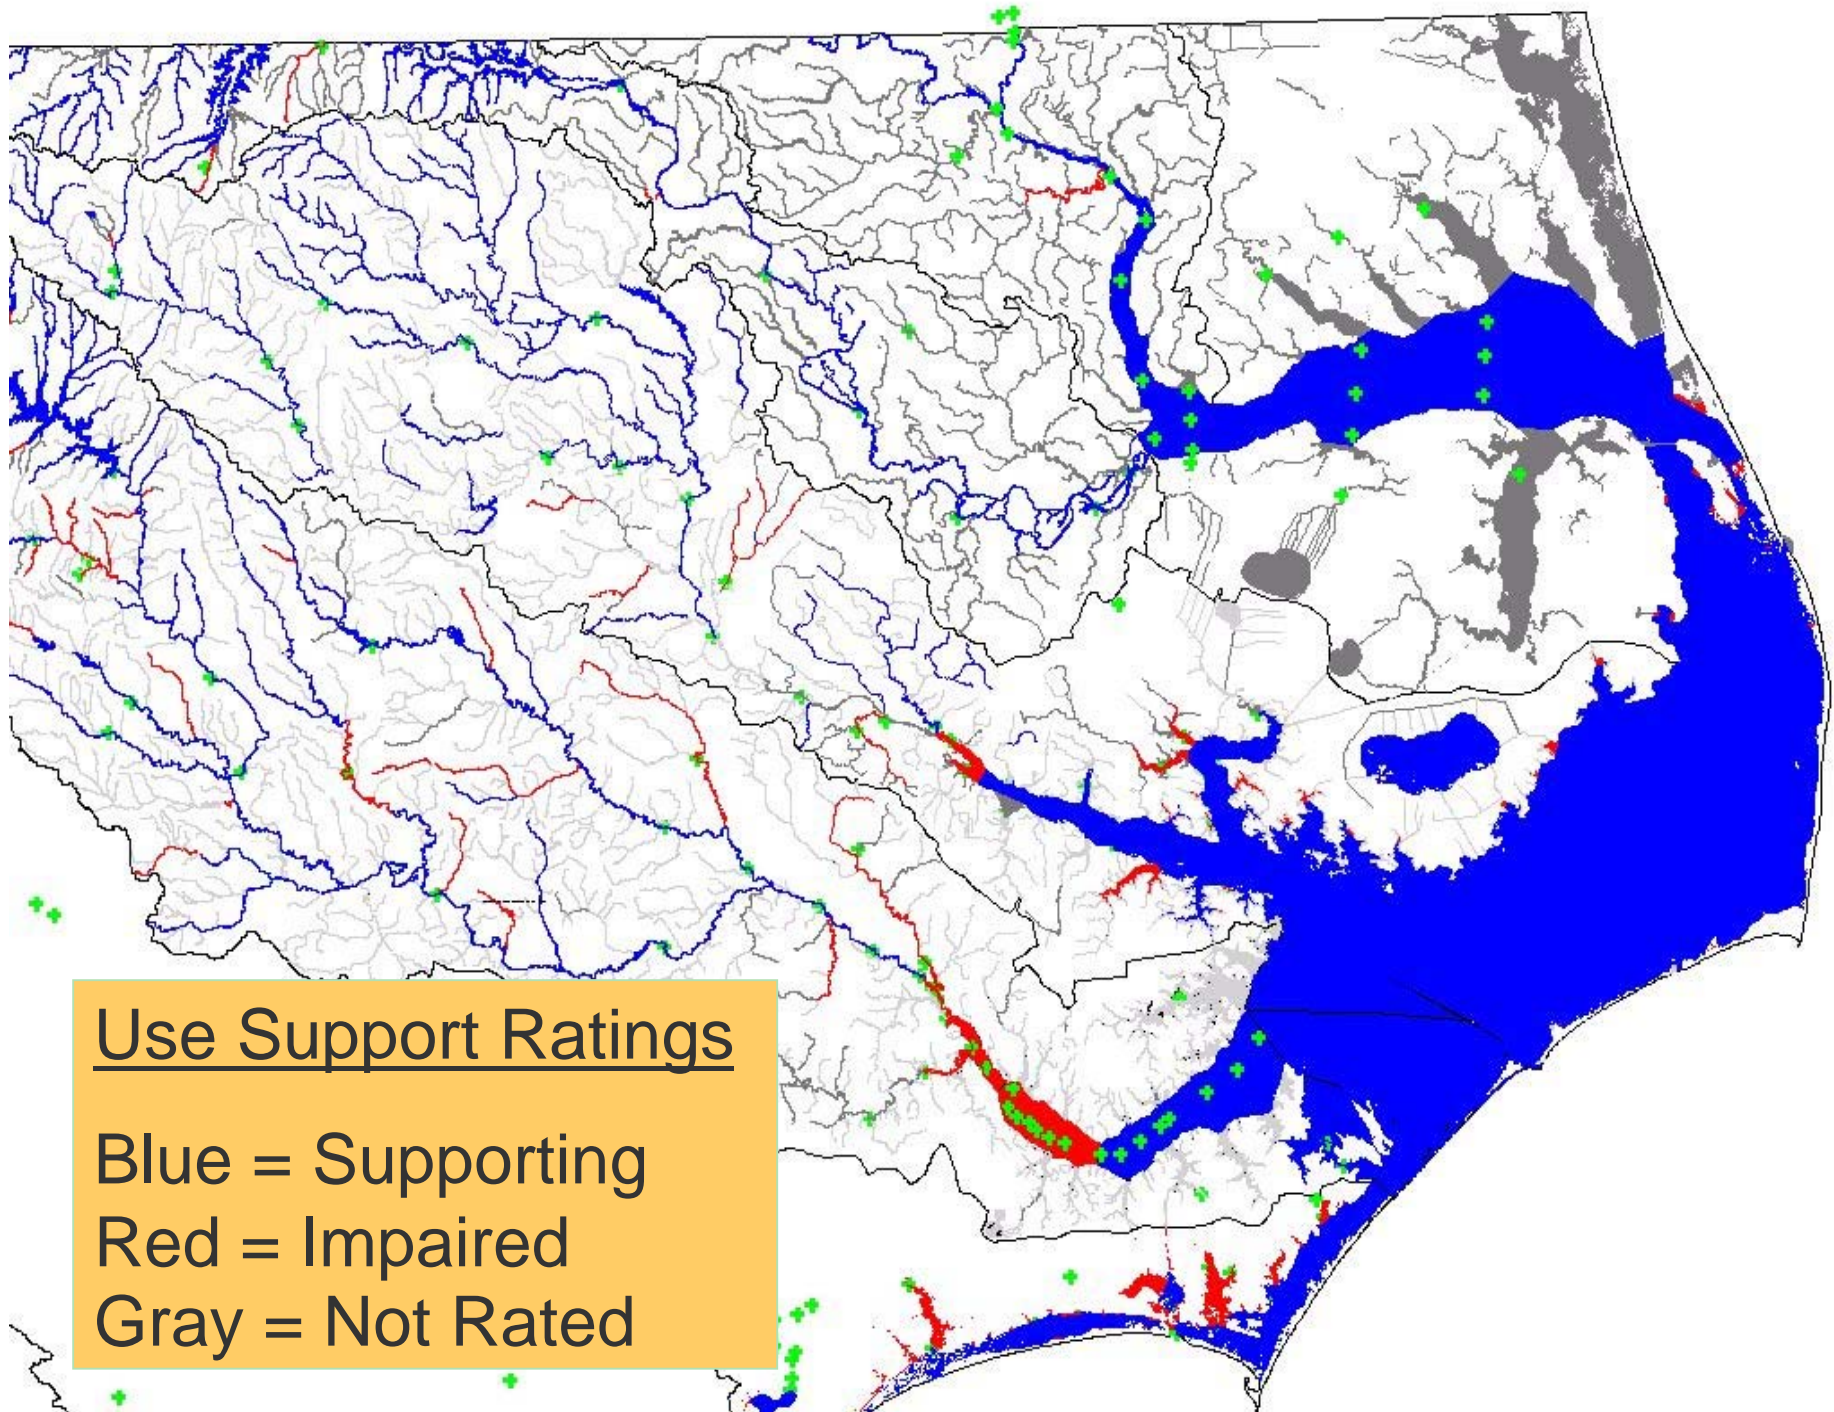 Use Support Ratings
Blue = Supporting
Red = Impaired
Gray = Not Rated